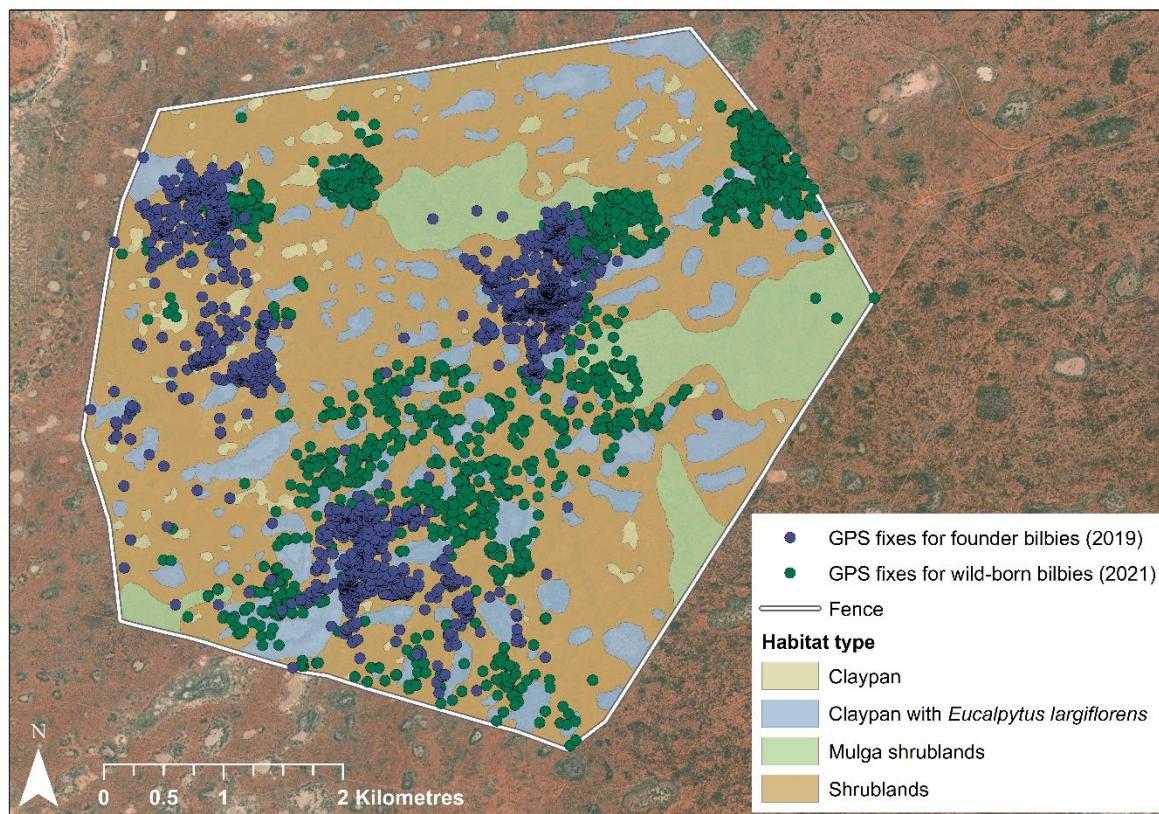 GPS fixes for founder bilbies (2019)
GPS fixes for wild-born bilbies (2021)
Fence
Habitat type
Claypan
Claypan with Eucalpytus largiflorens
Mulga shrublands
Shrublands
N
0 0.5 1 2 Kilometres